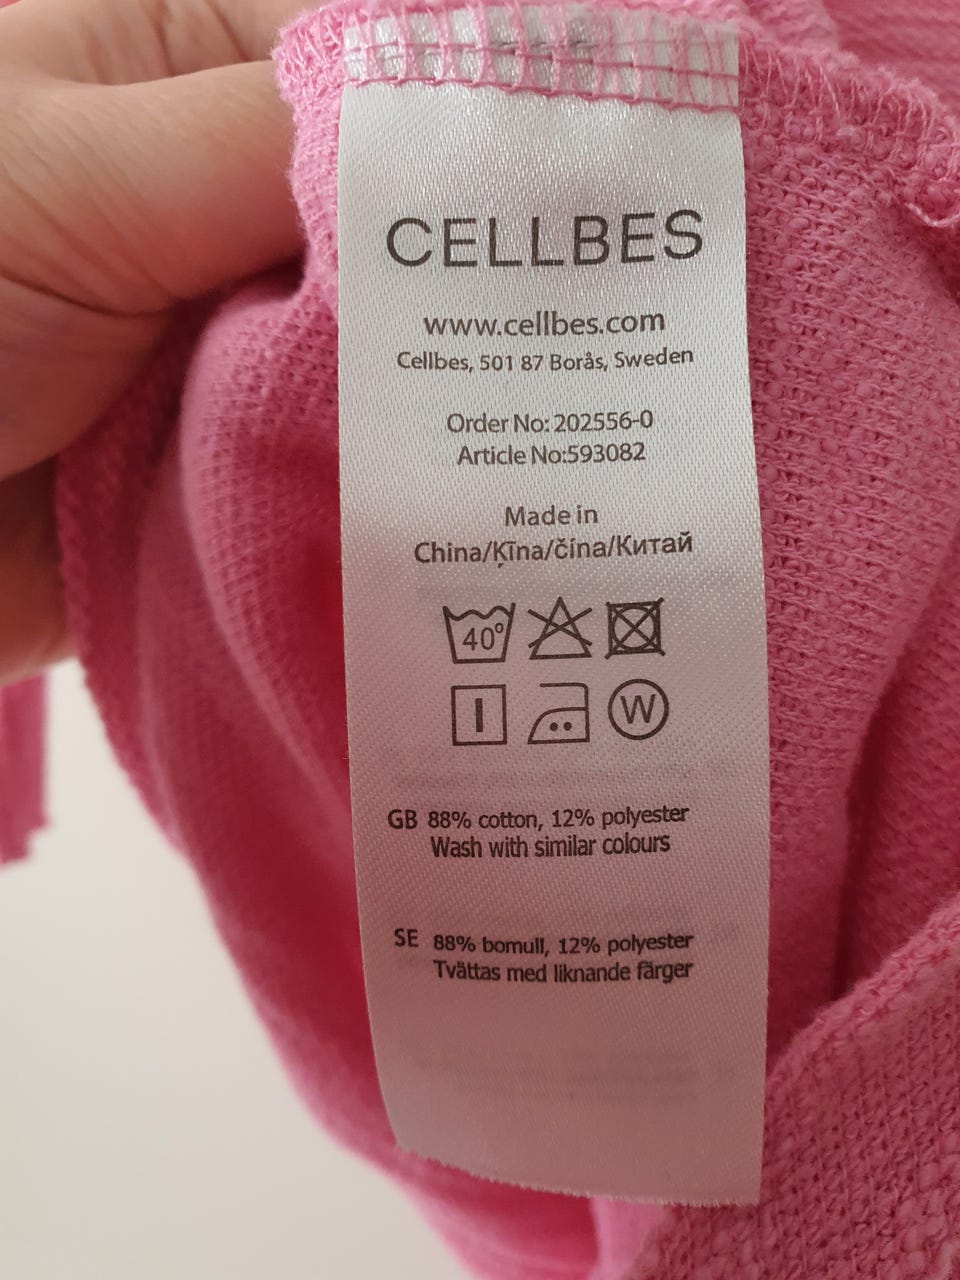 CELLBES
www.cellbes.com
Cellbes, 501 87 Borås, Sweden
Order No: 202556-0
Article No:593082
Made in
China/Ķīna/čína/Китай
40°
W
GB 88% cotton, 12% polyester
Wash with similar colours
SE 88% bomull, 12% polyester
Tvättas med liknande färger